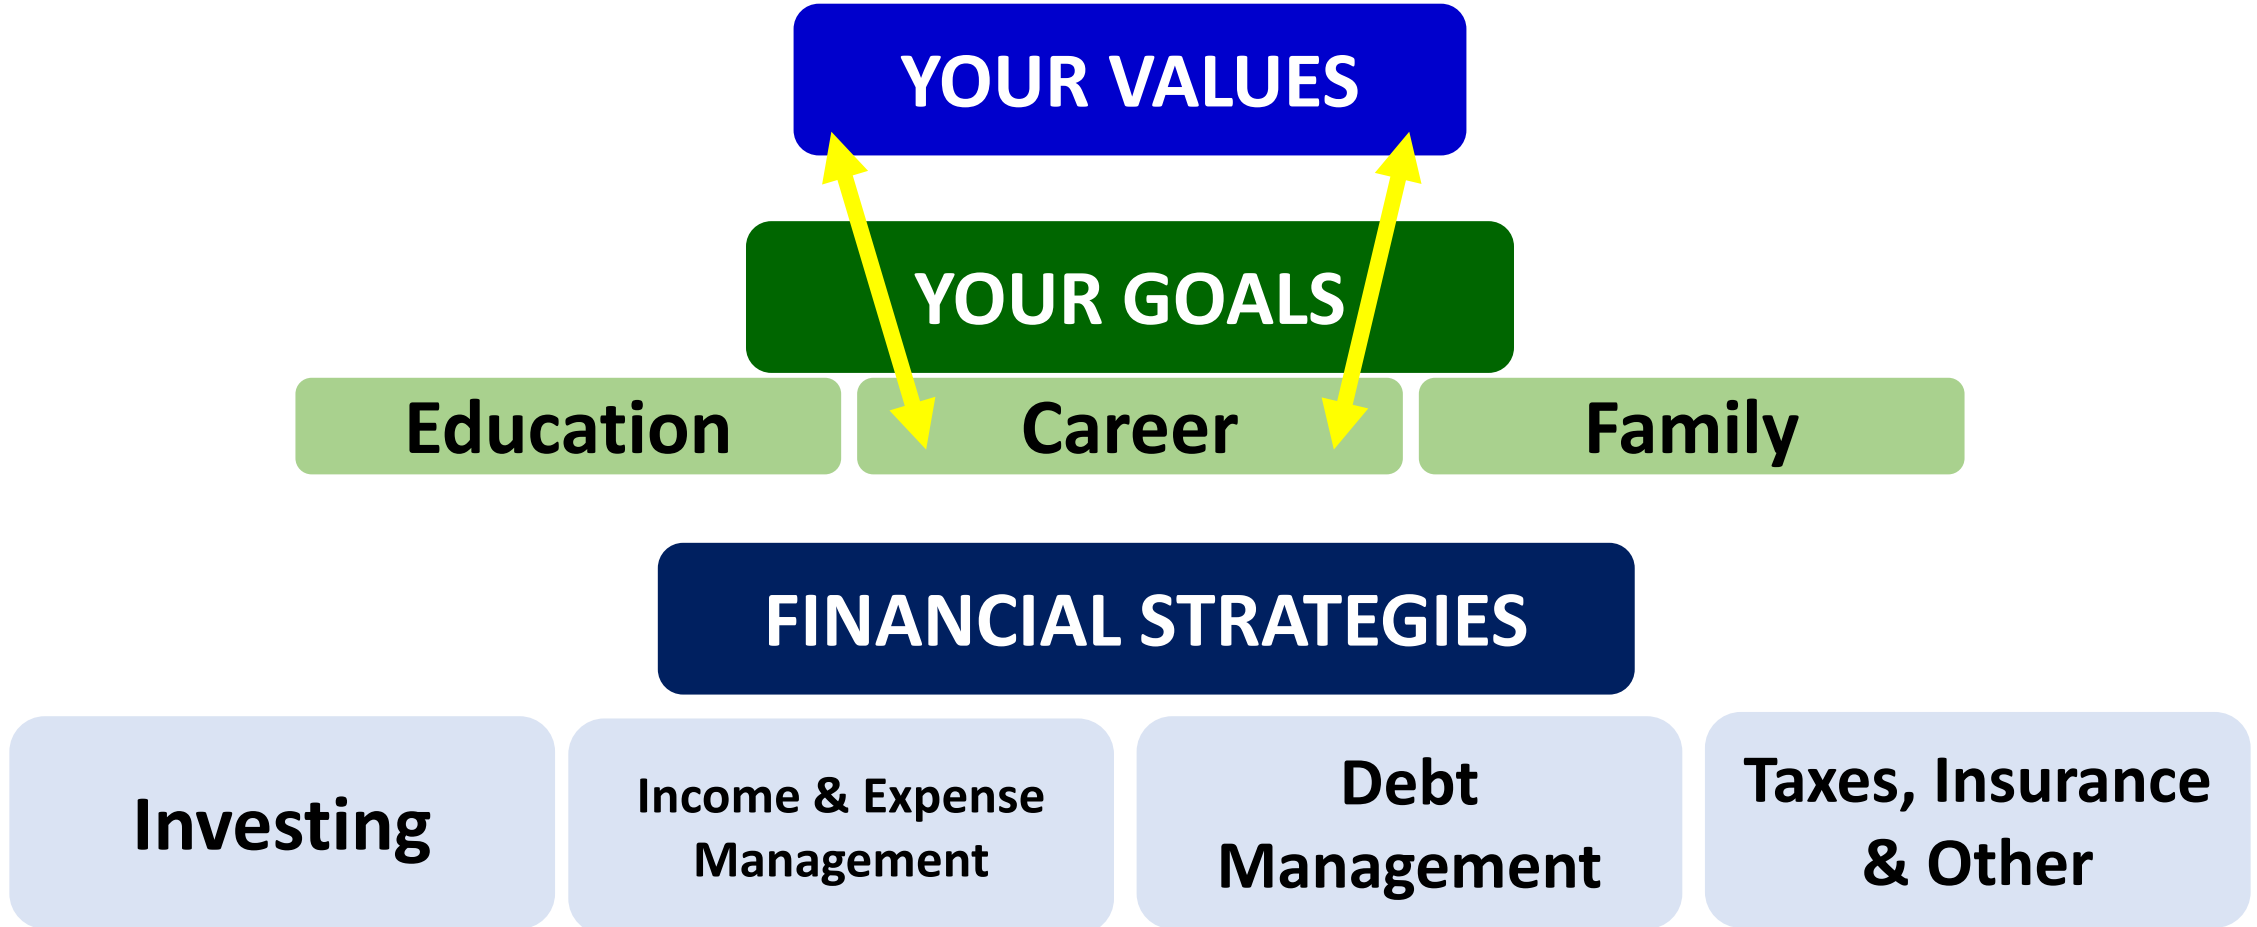 YOUR VALUES
YOUR GOALS
Education
Career
Family
FINANCIAL STRATEGIES
Investing
Income & Expense
Management
Debt
Management
Taxes, Insurance
& Other